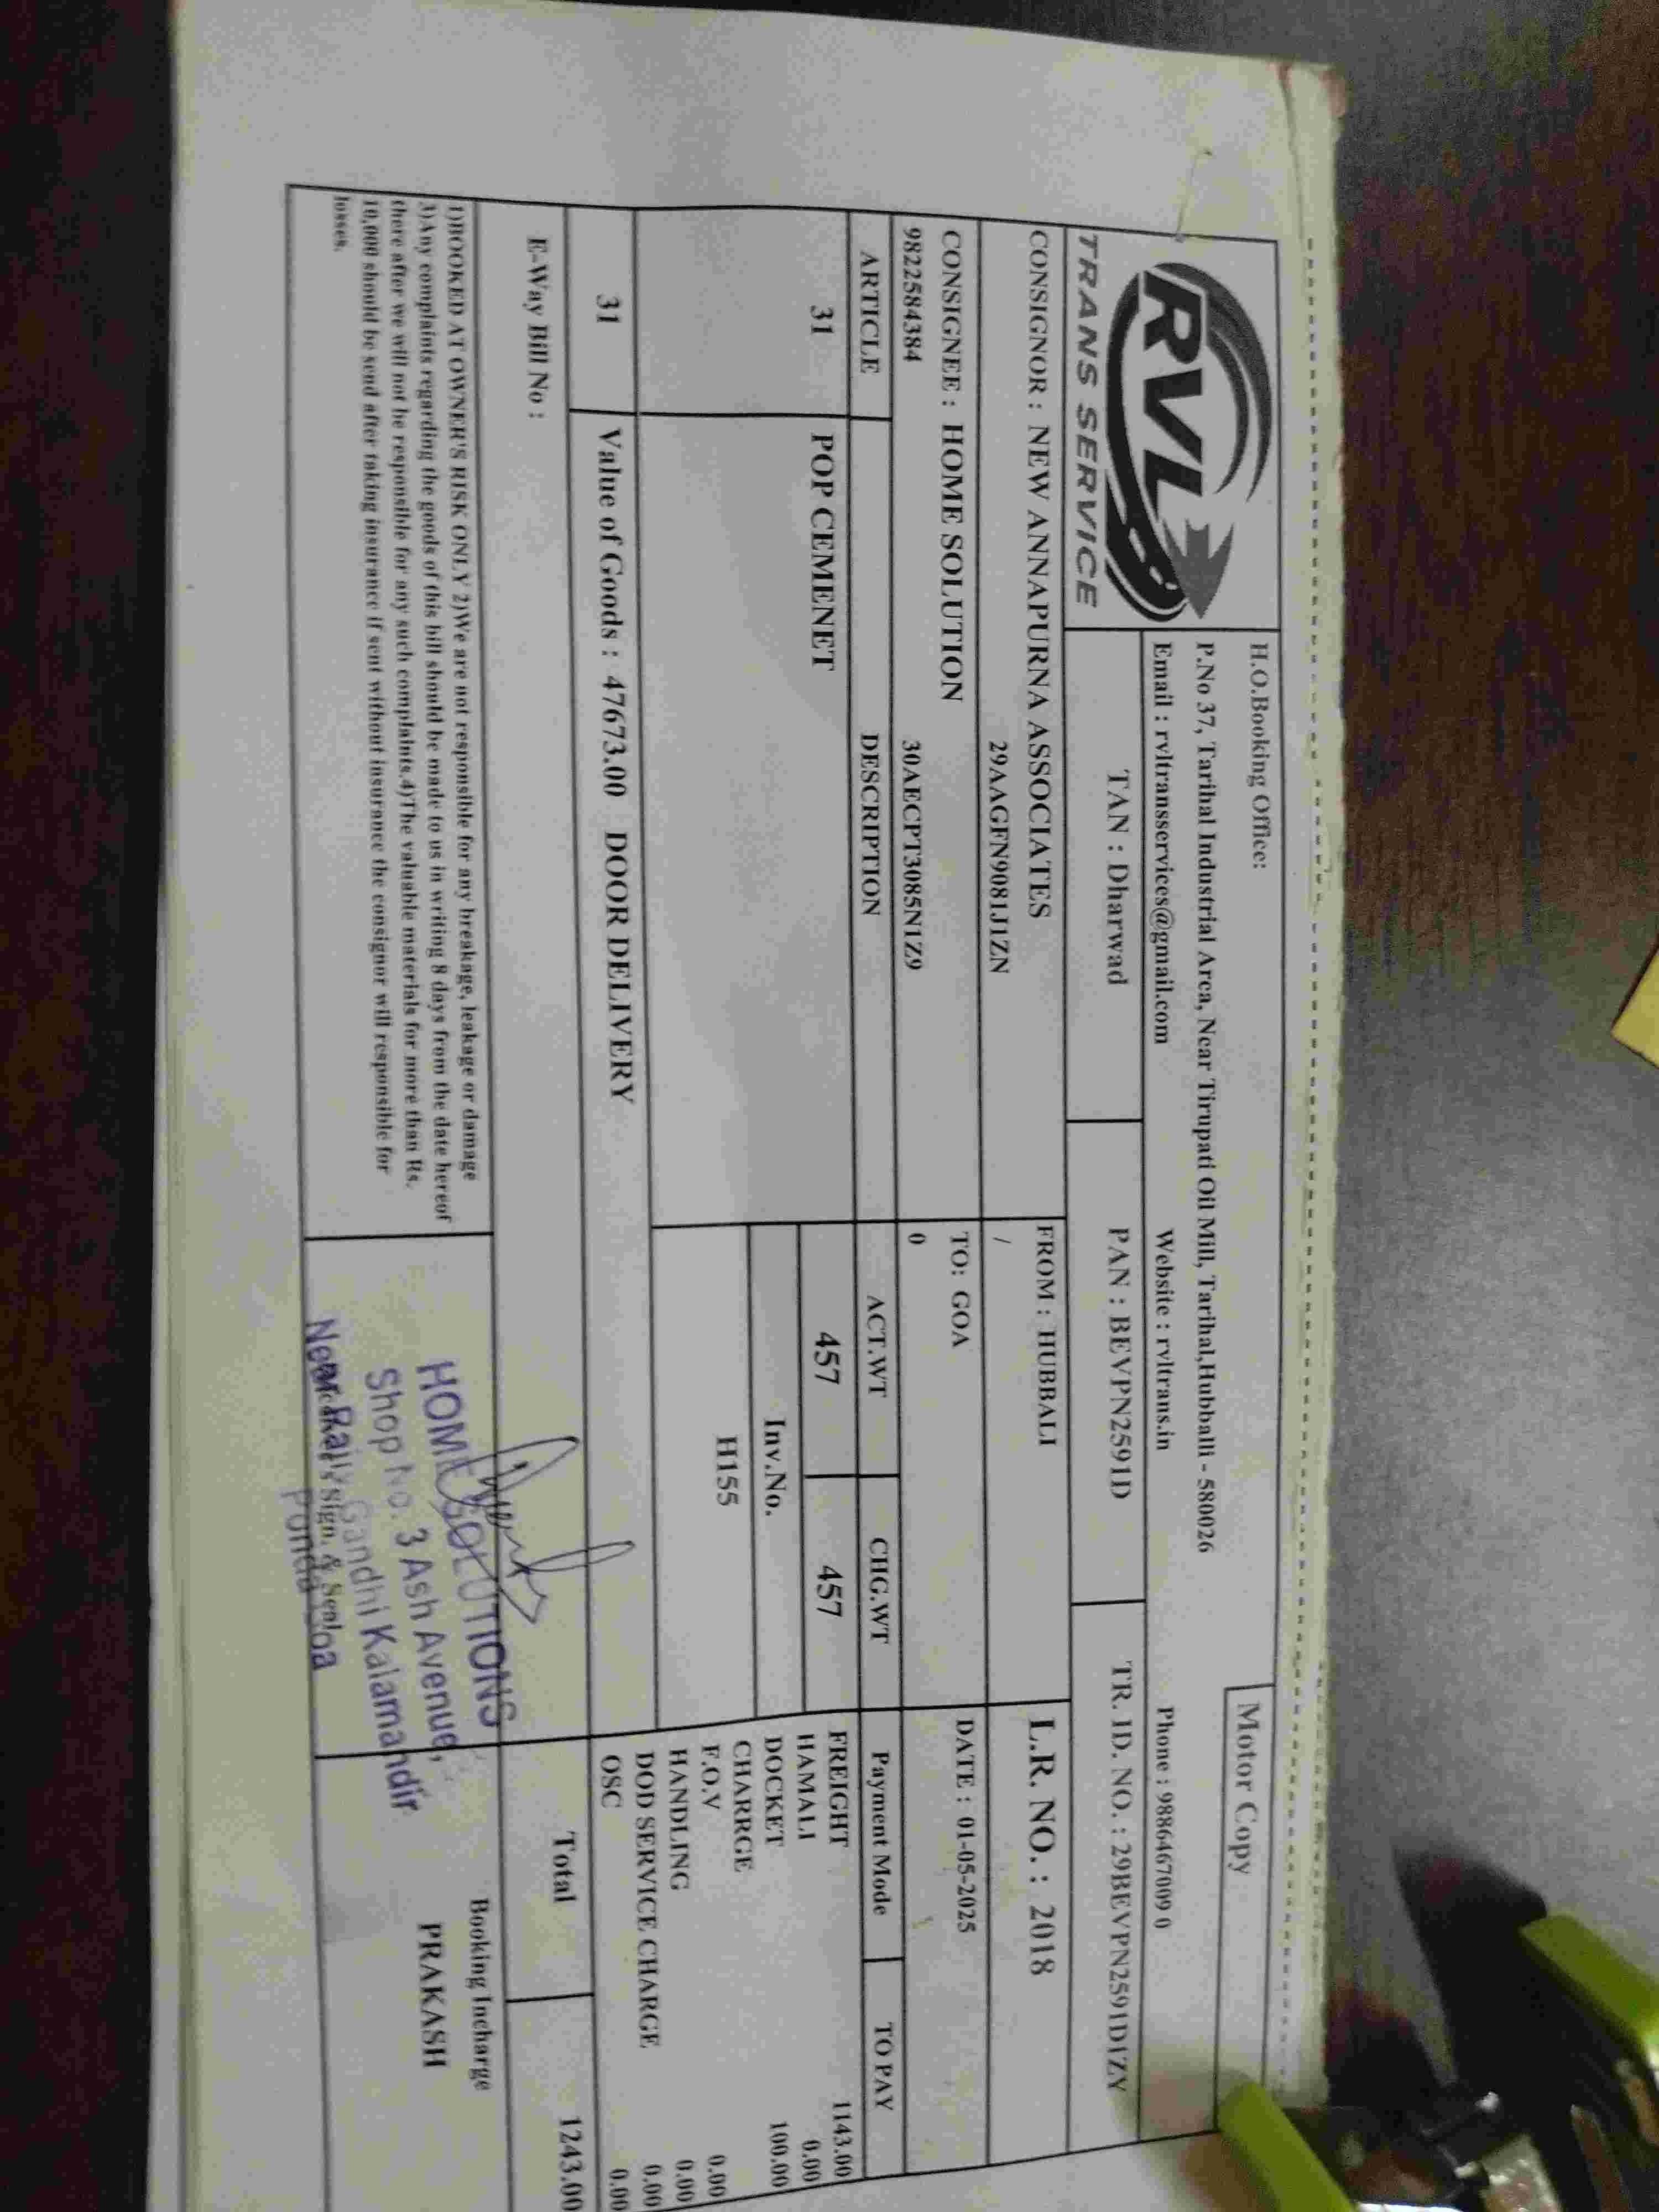 Motor Copy
RVL
TRANS SERVICE
H.O.Booking Office:
P.No 37, Tarihal Industrial Area, Near Tirupati Oil Mill, Tarihal,Hubballi - 580026
Email : rvltransservices@gmail.com Website : rvltrans.in Phone : 9886467099 0
TAN : Dharwad PAN : BEVPN2591D TR. ID. NO. : 29BEVPN2591D1ZY
CONSIGNOR : NEW ANNAPURNA ASSOCIATES FROM : HUBBALI L.R. NO. : 2018
29AAGFN9081J1ZN /
CONSIGNEE : HOME SOLUTION TO: GOA DATE : 01-05-2025
9822584384 30AECPT3085N1Z9 0
ARTICLE DESCRIPTION ACT.WT CHG.WT Payment Mode TO PAY
31 POP CEMENET 457 457 FREIGHT 1143.00
HAMALI 0.00
Inv.No. DOCKET 100.00
CHARRGE
H155 F.O.V 0.00
HANDLING 0.00
DOD SERVICE CHARGE 0.00
31 Value of Goods : 47673.00 DOOR DELIVERY OSC 0.00
E-Way Bill No : Total 1243.00
1)BOOKED AT OWNER'S RISK ONLY 2)We are not responsible for any breakage, leakage or damage
3)Any complaints regarding the goods of this bill should be made to us in writing 8 days from the date hereof
there after we will not be responsible for any such complaints.4)The valuable materials for more than Rs.
10,000 should be send after taking insurance if sent without insurance the consignor will responsible for
losses.
HOME SOLUTIONS
Shop No. 3 Ash Avenue,
Near Rajiv Gandhi Kalamandir
Ponda Goa
Sign. & Seal
Booking Incharge
PRAKASH